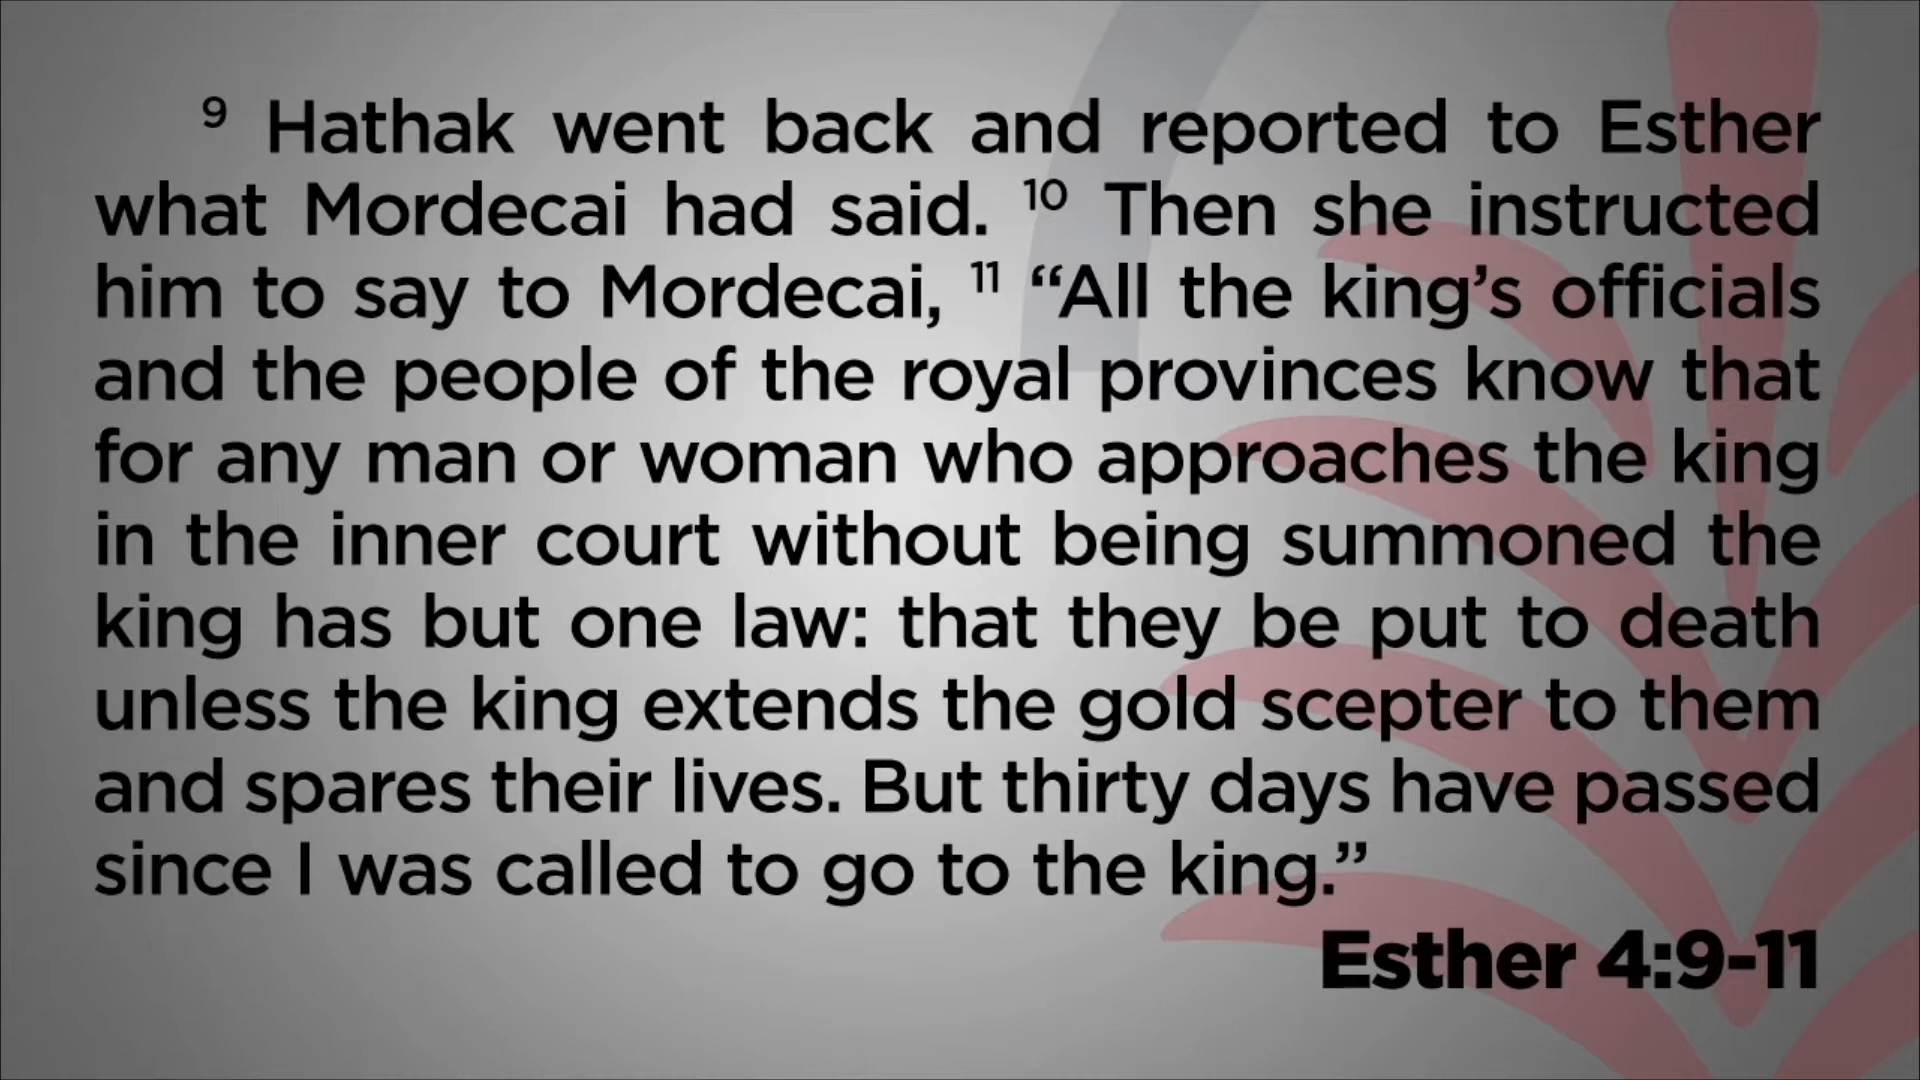 9 Hathak went back and reported to Esther
what Mordecai had said. 10 Then she instructed
him to say to Mordecai, 11 “All the king’s officials
and the people of the royal provinces know that
for any man or woman who approaches the king
in the inner court without being summoned the
king has but one law: that they be put to death
unless the king extends the gold scepter to them
and spares their lives. But thirty days have passed
since I was called to go to the king.”
Esther 4:9-11